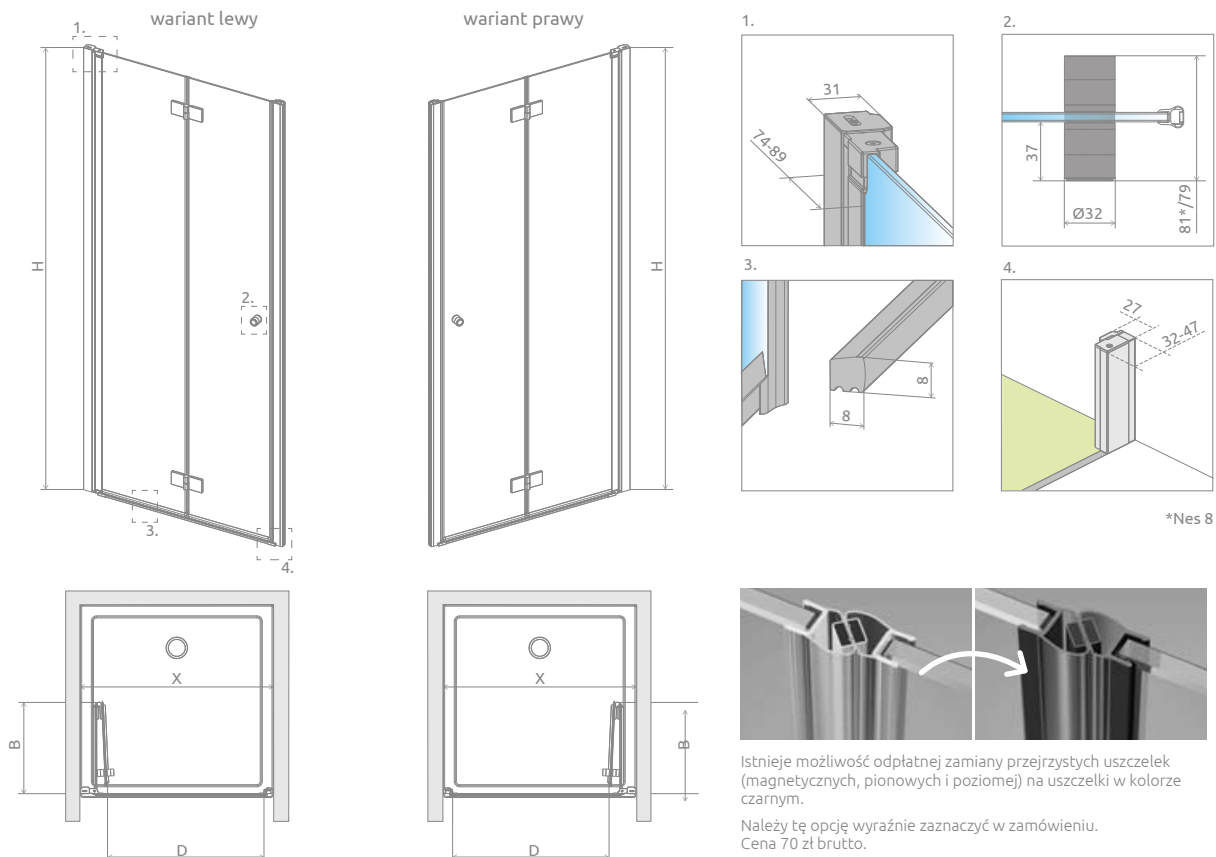 wariant lewy
wariant prawy
1.
H
2.
3.
4.
H
1.
31
74-89
2.
37
Ø32
81*/79
3.
8
8
4.
27
32-47
*Nes 8
X
B
D
X
B
D
Istnieje możliwość odpłatnej zamiany przejrzystych uszczelek
(magnetycznych, pionowych i poziomej) na uszczelki w kolorze
czarnym.
Należy tę opcję wyraźnie zaznaczyć w zamówieniu.
Cena 70 zł brutto.